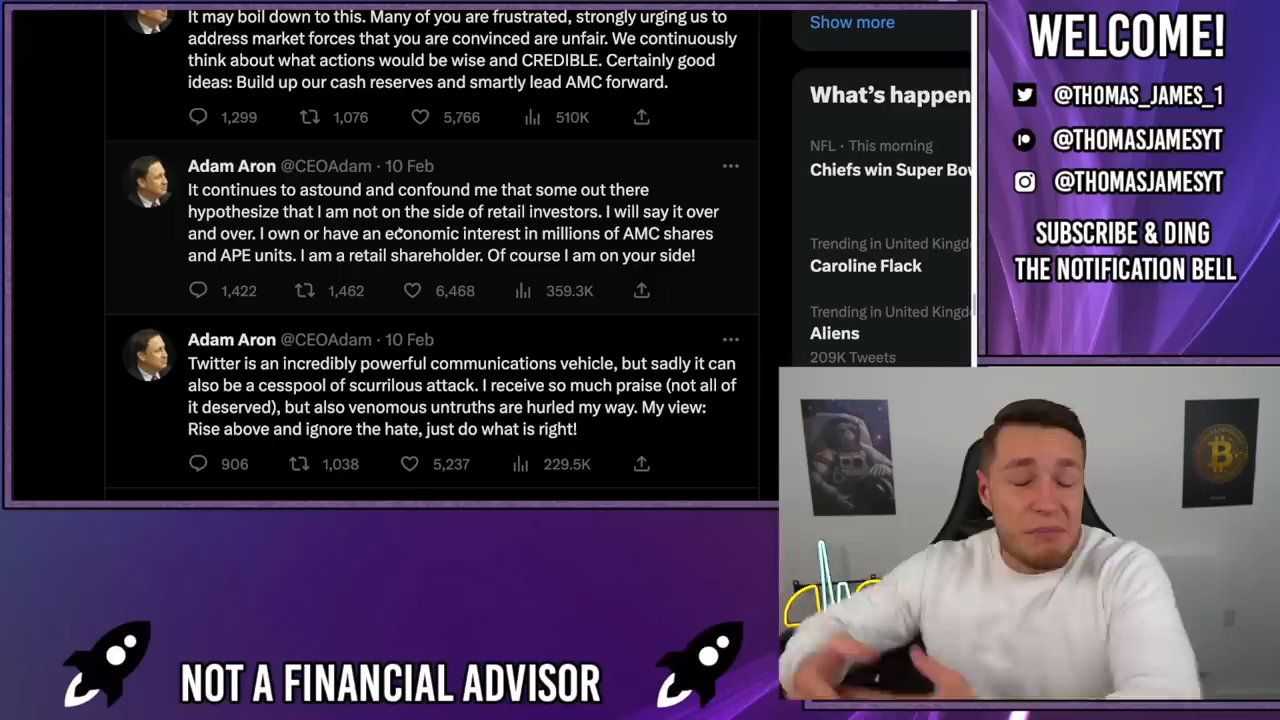 It may boil down to this. Many of you are frustrated, strongly urging us to
address market forces that you are convinced are unfair. We continuously
think about what actions would be wise and CREDIBLE. Certainly good
ideas: Build up our cash reserves and smartly lead AMC forward.
1,299 1,076 5,766 510K
Adam Aron @CEOAdam · 10 Feb
It continues to astound and confound me that some out there
hypothesize that I am not on the side of retail investors. I will say it over
and over. I own or have an economic interest in millions of AMC shares
and APE units. I am a retail shareholder. Of course I am on your side!
1,422 1,462 6,468 359.3K
Adam Aron @CEOAdam · 10 Feb
Twitter is an incredibly powerful communications vehicle, but sadly it can
also be a cesspool of scurrilous attack. I receive so much praise (not all of
it deserved), but also venomous untruths are hurled my way. My view:
Rise above and ignore the hate, just do what is right!
906 1,038 5,237 229.5K
Show more
What's happen
NFL · This morning
Chiefs win Super Bow
Trending in United Kingd
Caroline Flack
Trending in United Kingd
Aliens
209K Tweets
WELCOME!
@THOMAS_JAMES_1
@THOMASJAMESYT
@THOMASJAMESYT
SUBSCRIBE & DING
THE NOTIFICATION BELL
NOT A FINANCIAL ADVISOR